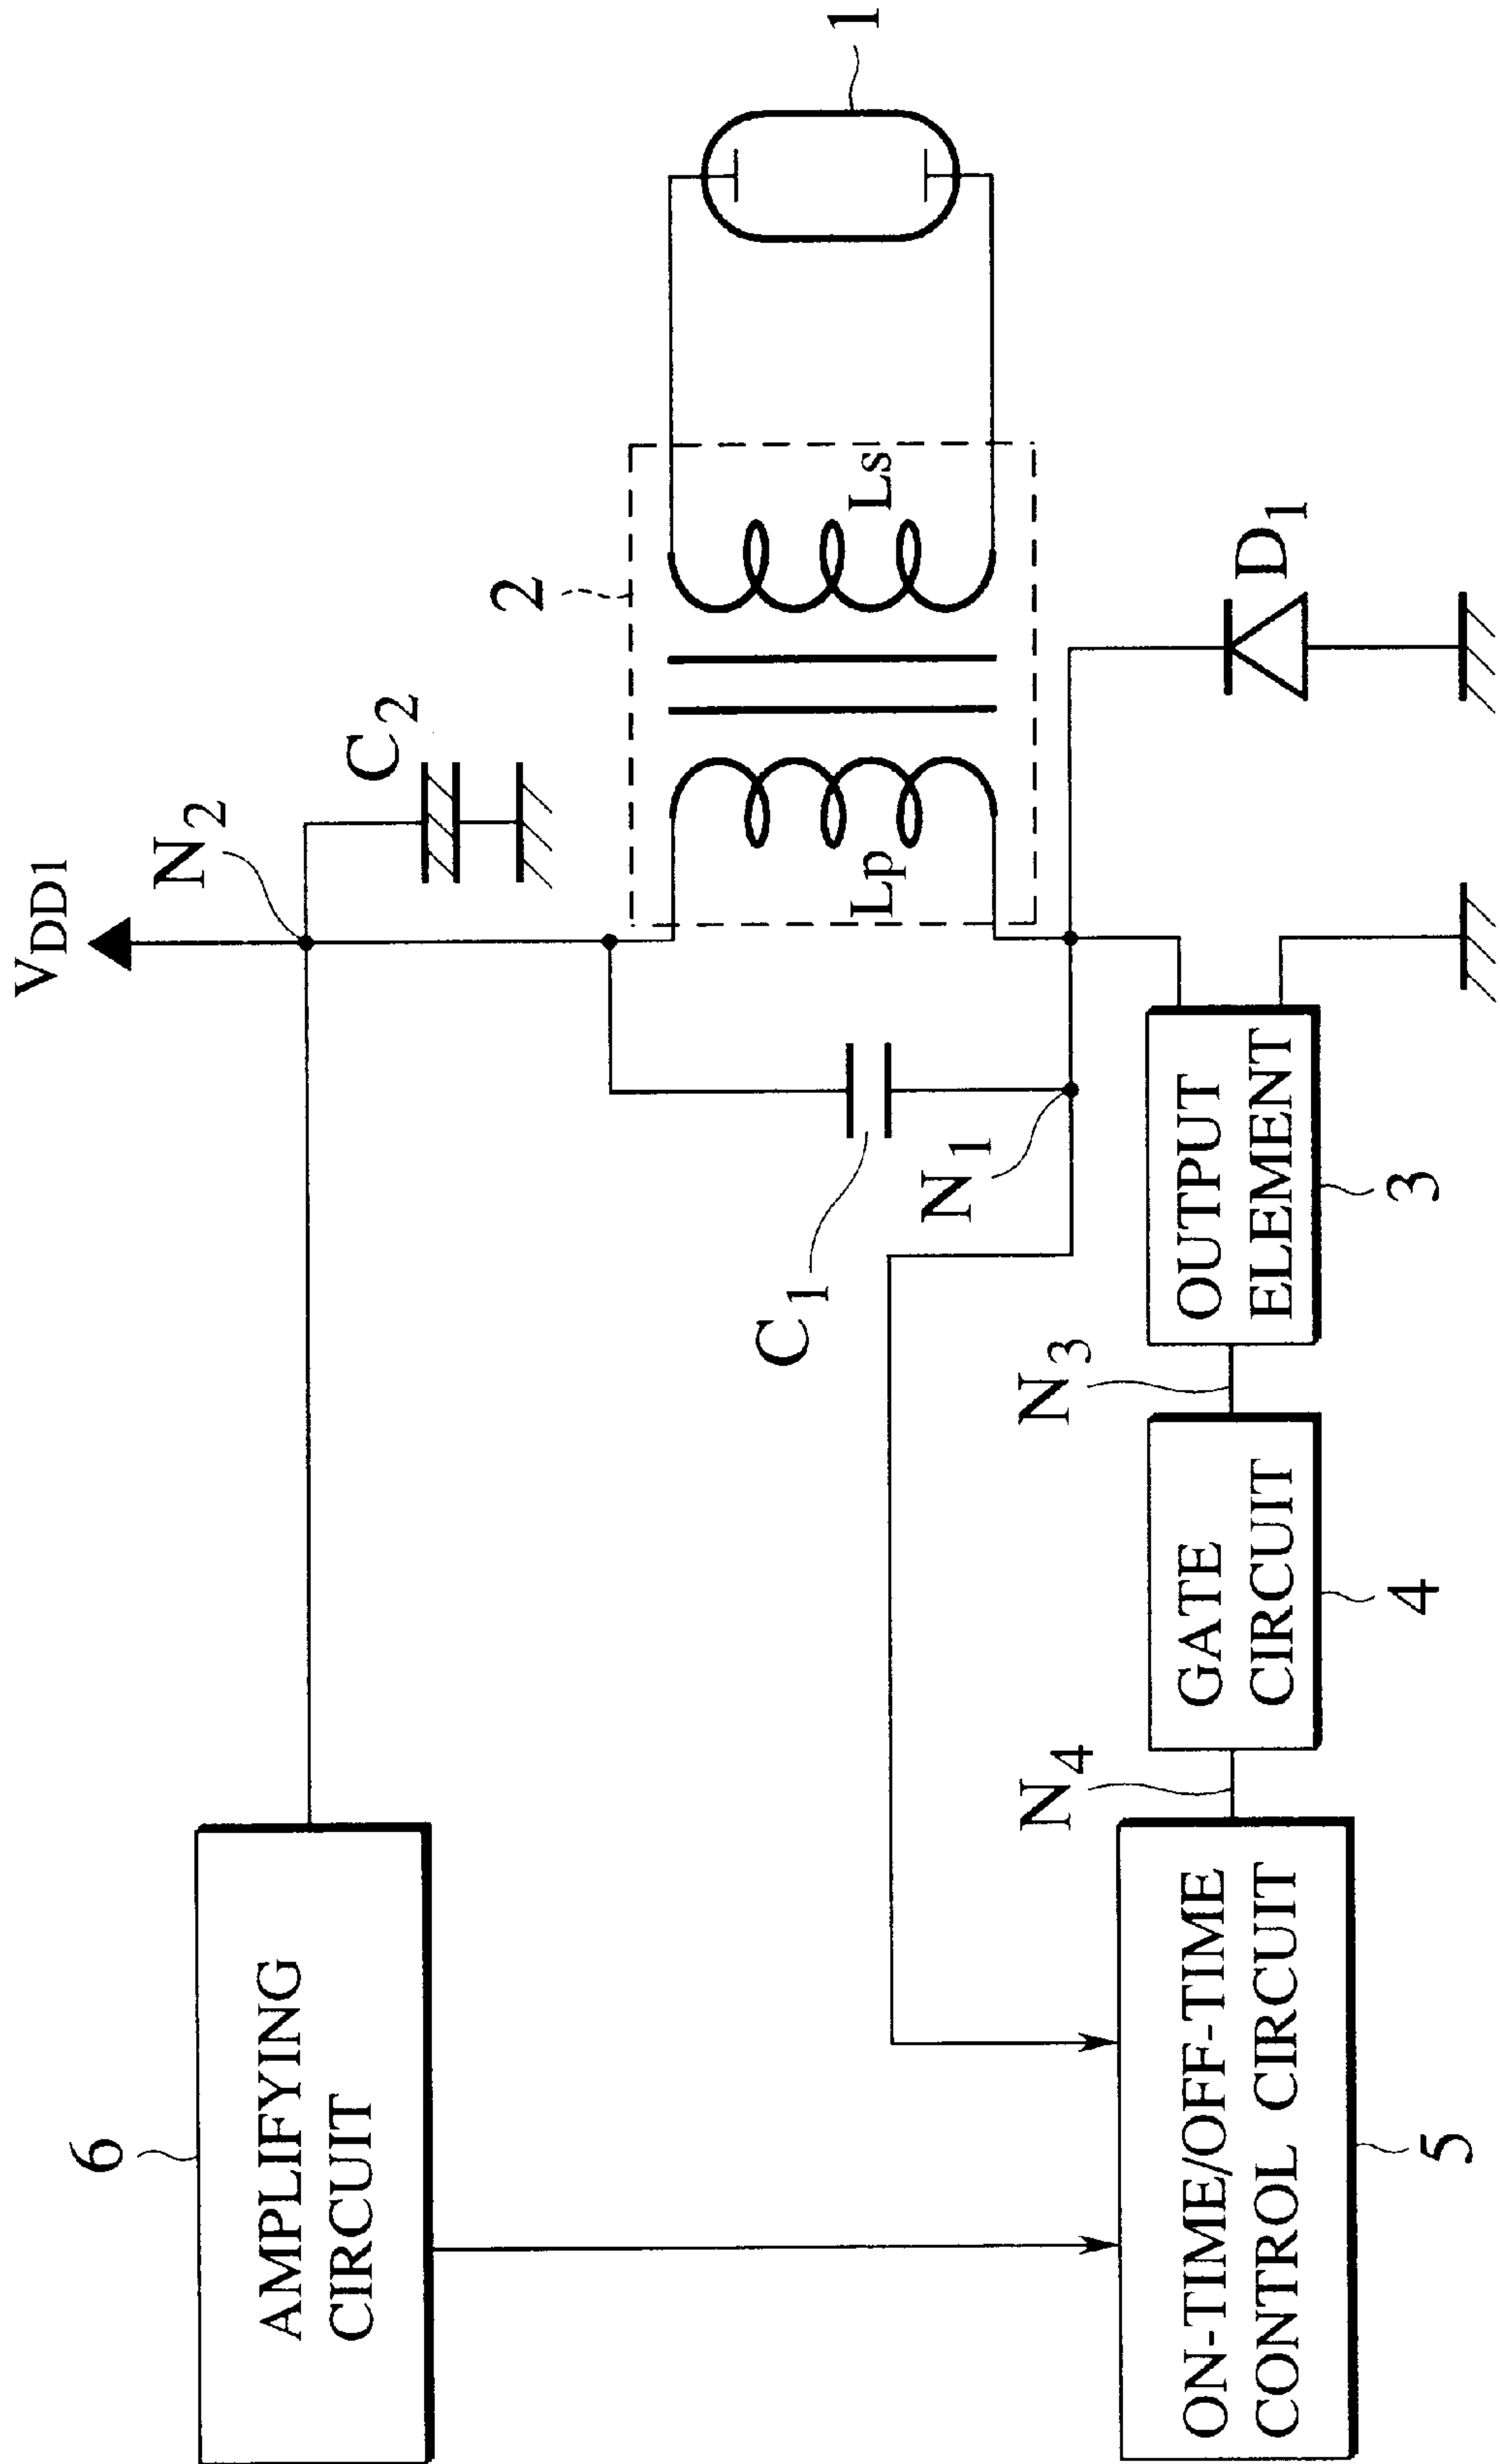 V DD1
N2
C2
2
1
6
AMPLIFYING
CIRCUIT
Lp
Ls
C1
N1
D1
N4
N3
ON-TIME/OFF-TIME
CONTROL CIRCUIT
GATE
CIRCUIT
OUTPUT
ELEMENT
5
4
3